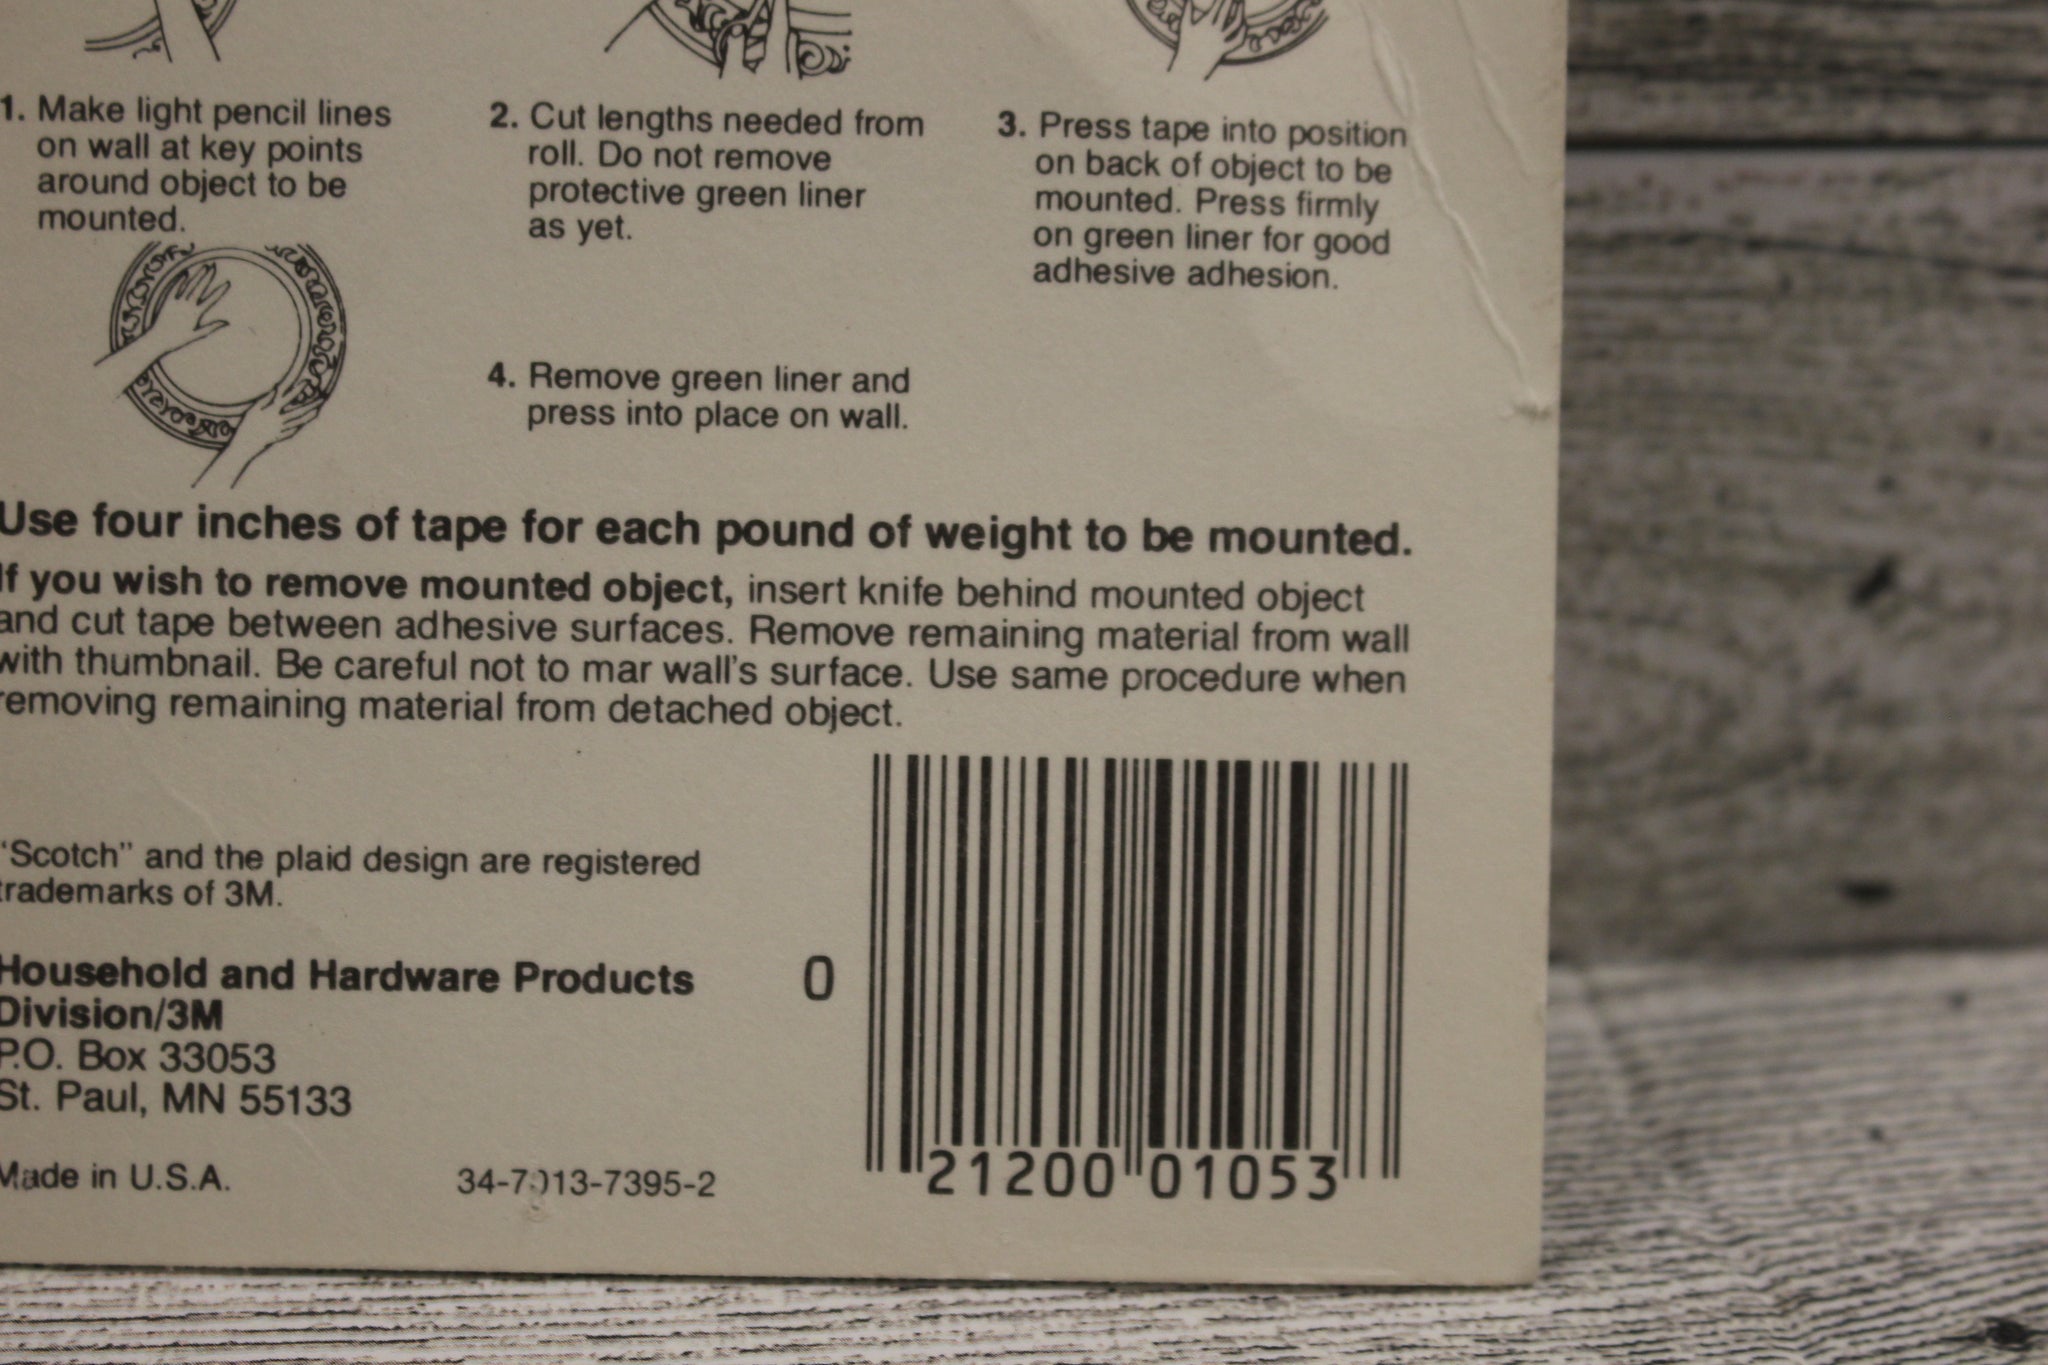 1. Make light pencil lines
on wall at key points
around object to be
mounted.
2. Cut lengths needed from
roll. Do not remove
protective green liner
as yet.
3. Press tape into position
on back of object to be
mounted. Press firmly
on green liner for good
adhesive adhesion.
4. Remove green liner and
press into place on wall.
Use four inches of tape for each pound of weight to be mounted.
If you wish to remove mounted object, insert knife behind mounted object
and cut tape between adhesive surfaces. Remove remaining material from wall
with thumbnail. Be careful not to mar wall's surface. Use same procedure when
removing remaining material from detached object.
"Scotch" and the plaid design are registered
trademarks of 3M.
Household and Hardware Products
Division/3M
P.O. Box 33053
St. Paul, MN 55133
Made in U.S.A.
34-7013-7395-2
0 21200 01053